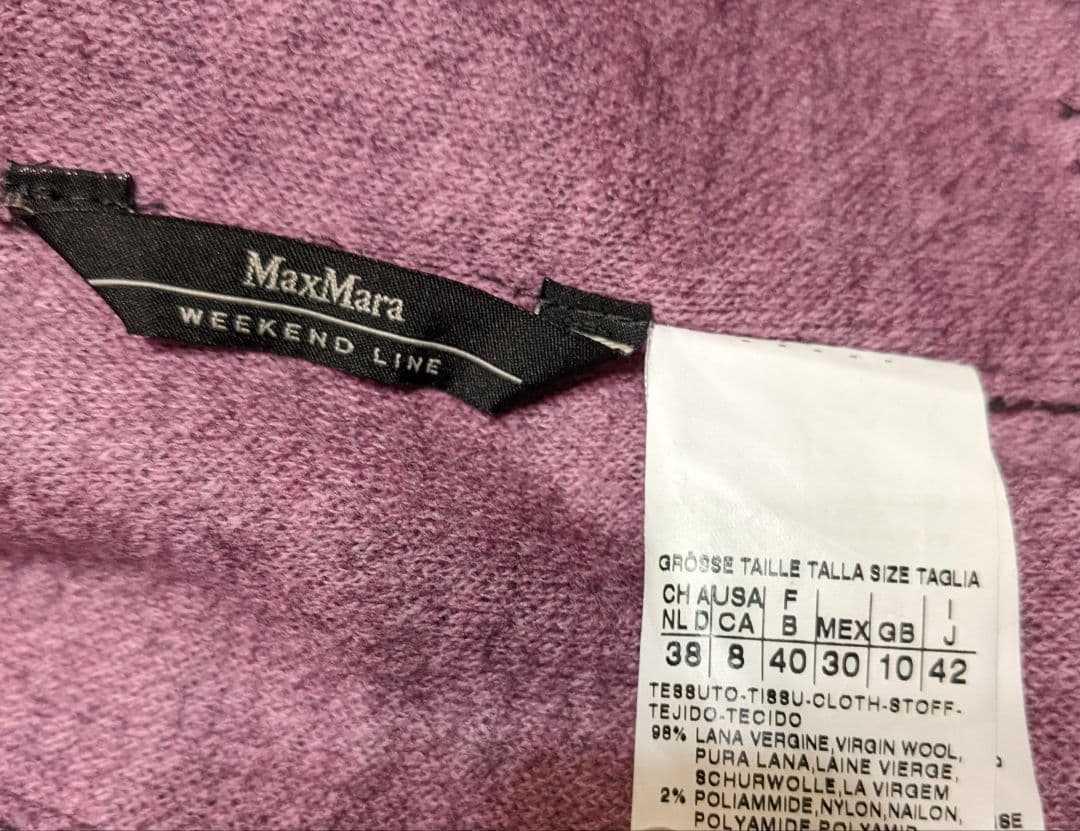 MaxMara
WEEKEND LINE
GRÖSSE TAILLE TALLA SIZE TAGLIA
CH A USA F I
NL D CA B MEX GB J
38 8 40 30 10 42
TESSUTO-TISSU-CLOTH-STOFF-
TEJIDO-TECIDO
98% LANA VERGINE,VIRGIN WOOL,
PURA LANA,LAINE VIERGE,
SCHURWOLLE,LA VIRGEM
2% POLIAMMIDE,NYLON,NAILON,
POLYAMIDE